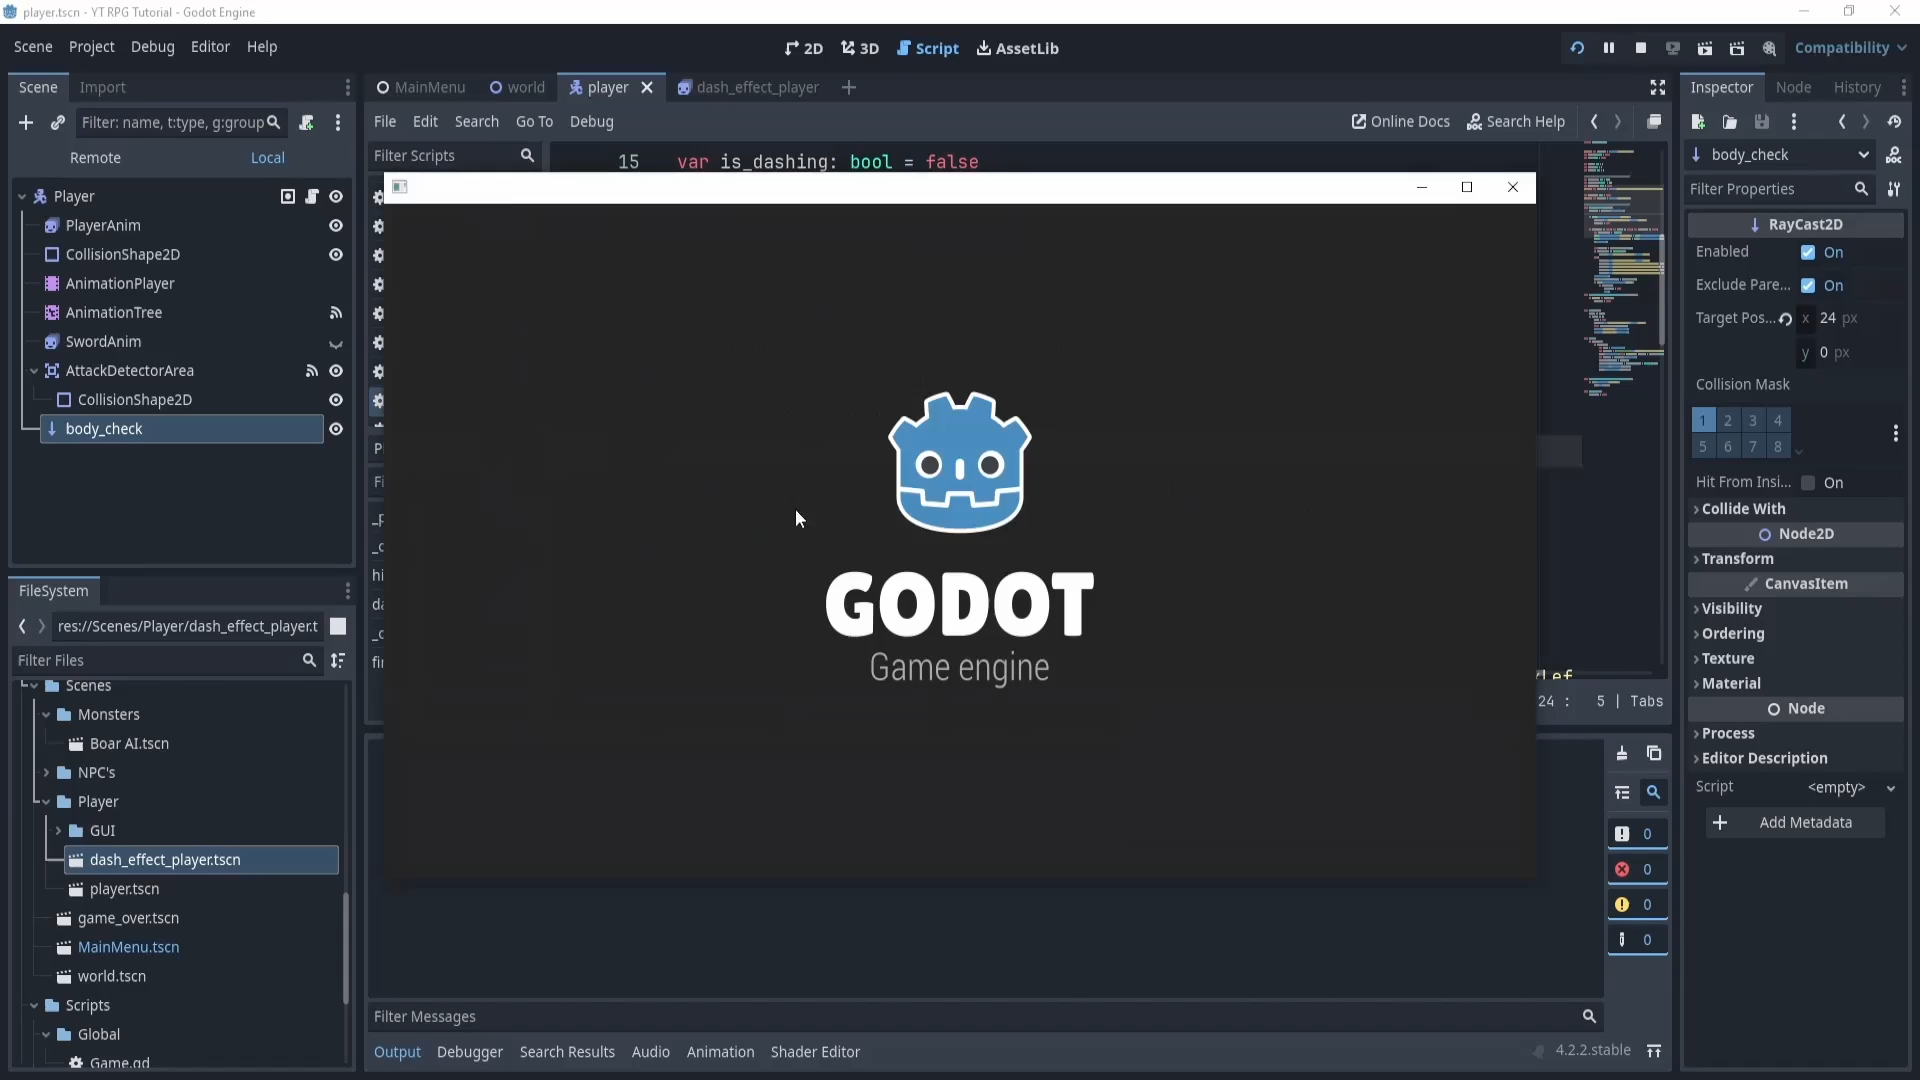 player.tscn - YT RPG Tutorial - Godot Engine
Scene Project Debug Editor Help
2D 3D Script AssetLib
Compatibility
Scene Import
MainMenu world player dash_effect_player
Inspector Node History
Filter: name, t:type, g:group
File Edit Search Go To Debug
Online Docs Search Help
Remote Local
Filter Scripts
15 var is_dashing: bool = false
body_check
Filter Properties
Player
PlayerAnim
CollisionShape2D
AnimationPlayer
AnimationTree
SwordAnim
AttackDetectorArea
CollisionShape2D
body_check
RayCast2D
Enabled On
Exclude Pare... On
Target Pos... x 24 px
y 0 px
Collision Mask
1 2 3 4
5 6 7 8
Hit From Insi... On
Collide With
Node2D
Transform
CanvasItem
Visibility
Ordering
Texture
Material
Node
Process
Editor Description
Script <empty>
Add Metadata
GODOT
Game engine
24 : 5 | Tabs
FileSystem
res://Scenes/Player/dash_effect_player.t
Filter Files
Scenes
Monsters
Boar AI.tscn
NPC's
Player
GUI
dash_effect_player.tscn
player.tscn
game_over.tscn
MainMenu.tscn
world.tscn
Scripts
Global
Game.gd
0
0
0
0
Filter Messages
Output Debugger Search Results Audio Animation Shader Editor
4.2.2.stable